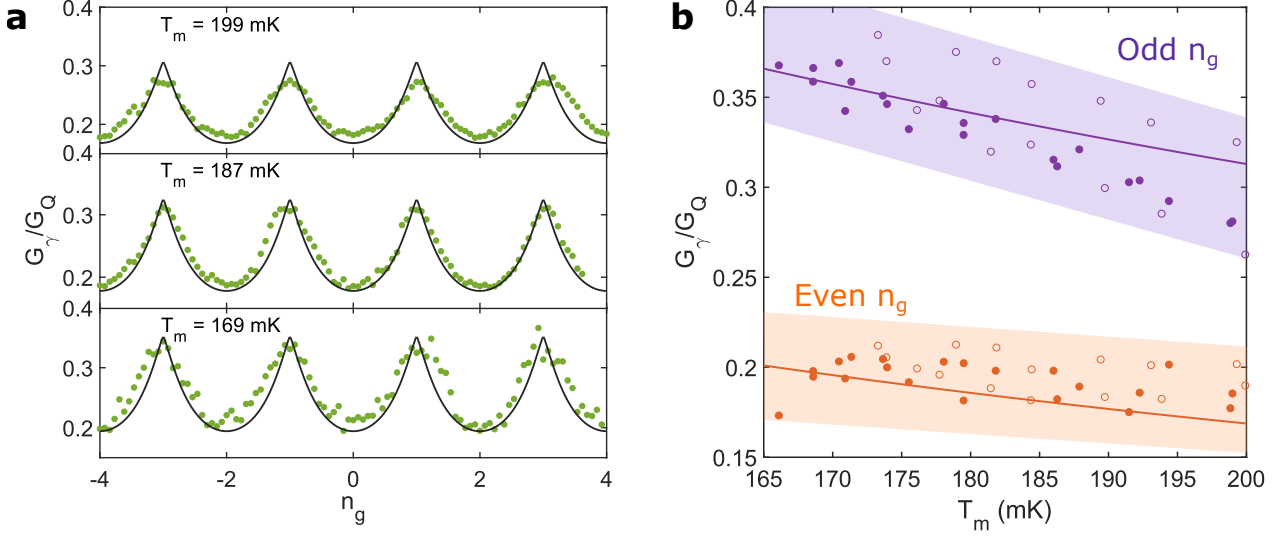 a
T_m = 199 mK
0.4
0.3
0.2
T_m = 187 mK
0.4
0.3
0.2
T_m = 169 mK
0.4
0.3
0.2
G_γ/G_Q
-4
-2
0
2
4
n_g
b
Odd n_g
Even n_g
0.4
0.35
0.3
0.25
0.2
0.15
G_γ/G_Q
165
170
175
180
185
190
195
200
T_m (mK)